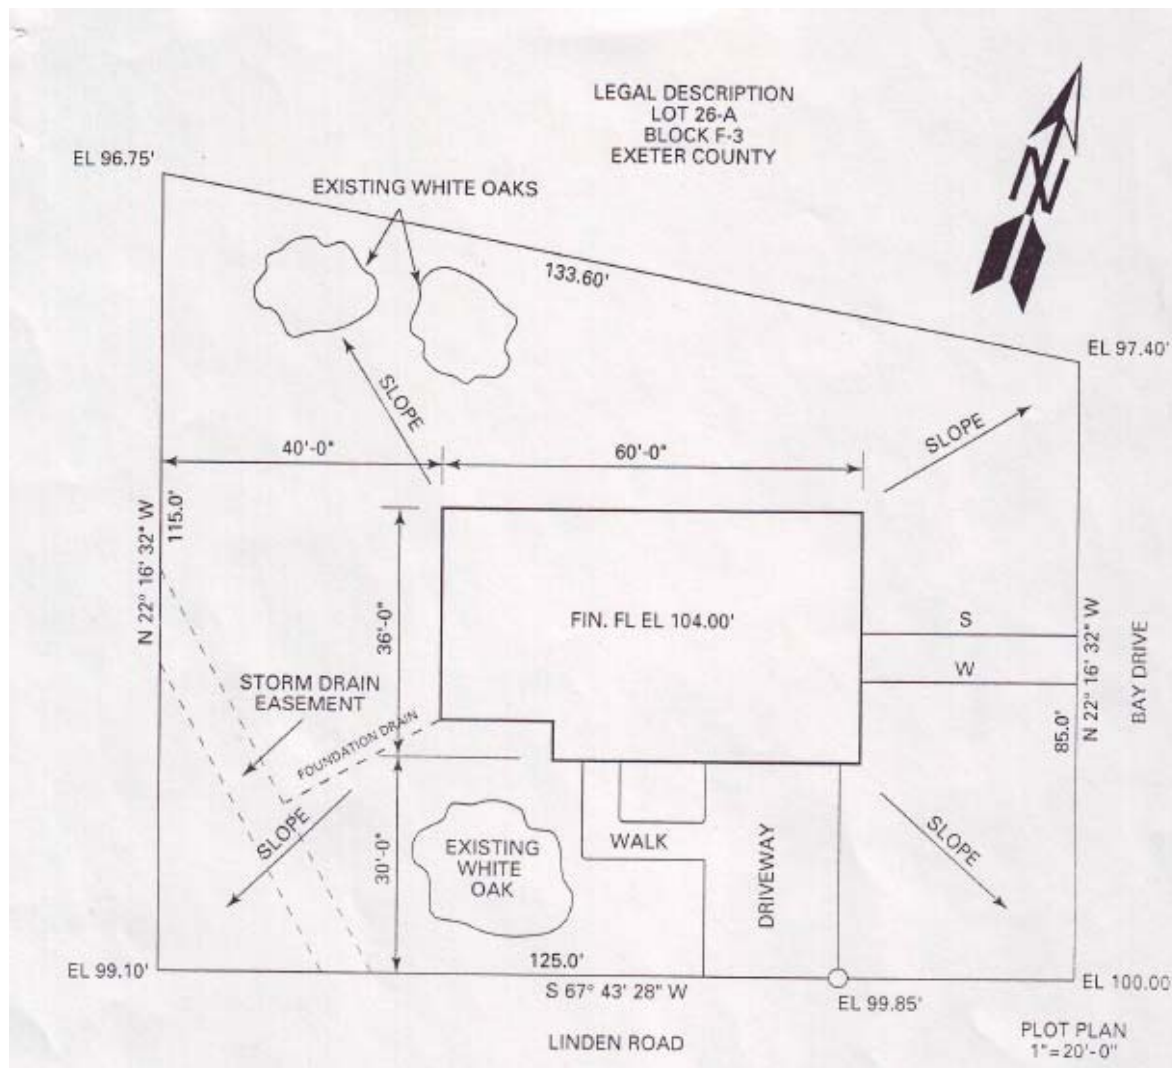 LEGAL DESCRIPTION
LOT 26-A
BLOCK F-3
EXETER COUNTY
N
EL 96.75'
EXISTING WHITE OAKS
133.60'
EL 97.40'
SLOPE
SLOPE
40'-0"
60'-0"
N 22° 16' 32" W
115.0'
36'-0"
FIN. FL EL 104.00'
S
W
N 22° 16' 32" W
85.0'
BAY DRIVE
STORM DRAIN
EASEMENT
FOUNDATION DRAIN
SLOPE
30'-0"
EXISTING
WHITE
OAK
WALK
DRIVEWAY
SLOPE
EL 99.10'
125.0'
S 67° 43' 28" W
EL 99.85'
EL 100.00
LINDEN ROAD
PLOT PLAN
1"=20'-0"